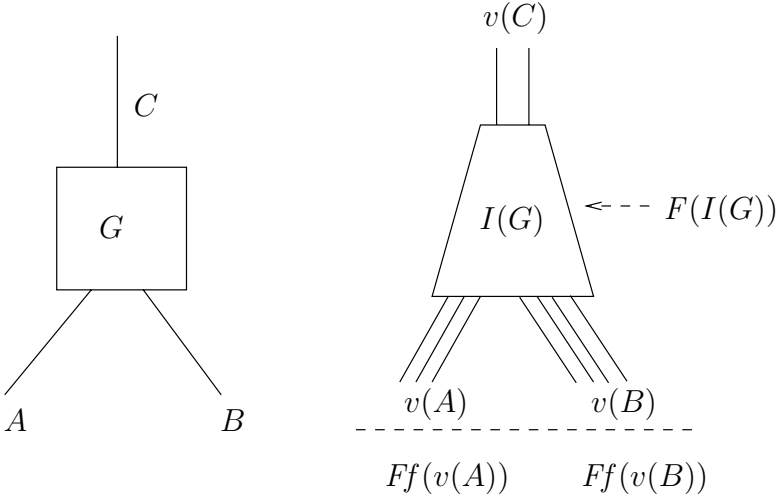 v(C)
C
F(I(G))
G
I(G)
v(A)
v(B)
A
B
Ff(v(A))
Ff(v(B))